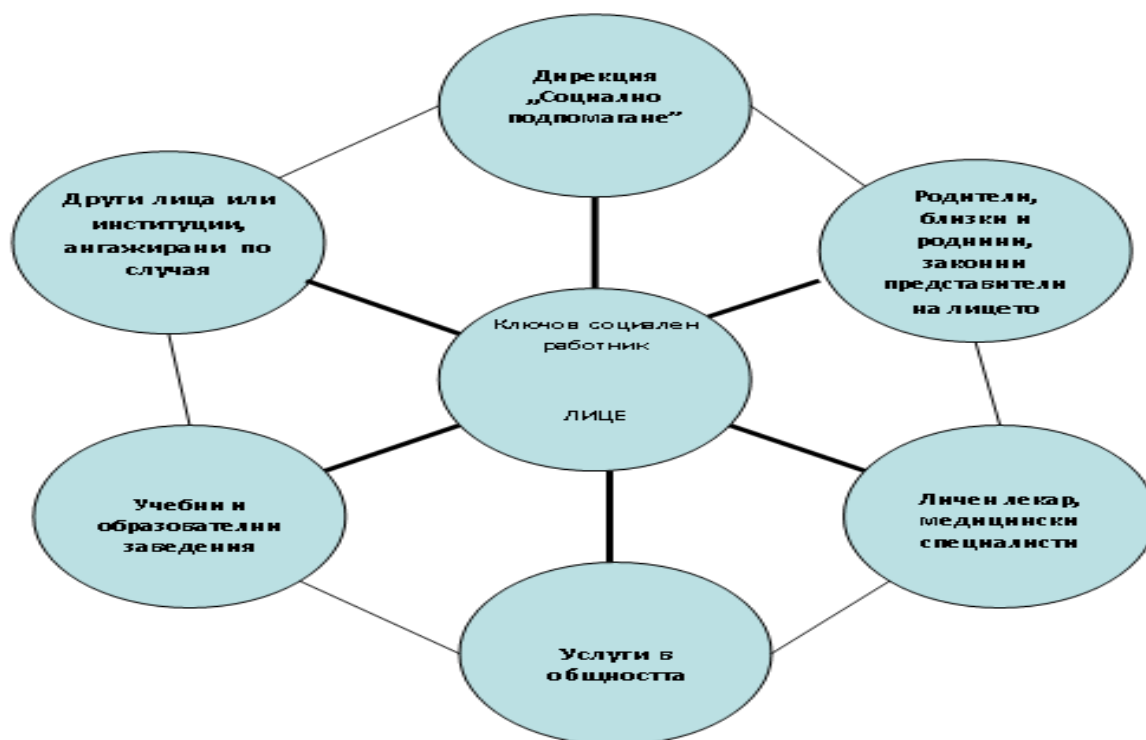 Дирекция
„Социално
подпомагане”
Други лица или
институции,
ангажирани по
случая
Родители,
близки и
роднини,
законни
представители
на лицето
Ключов социален
работник
ЛИЦЕ
Учебни и
образователни
заведения
Личен лекар,
медицински
специалисти
Услуги в
общността